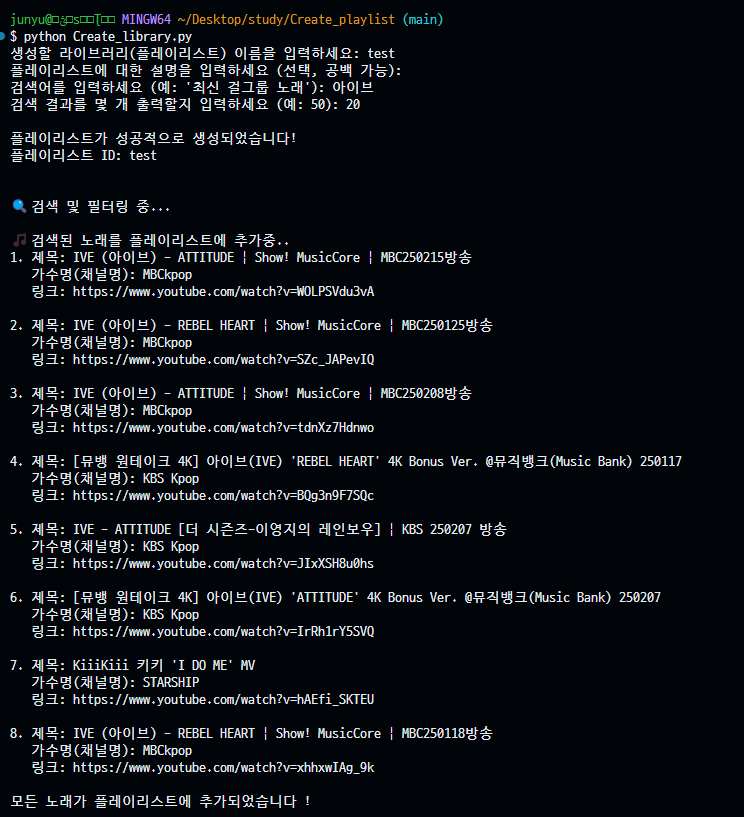 MINGW64 ~/Desktop/study/Create_playlist (main)
$ python Create_library.py
생성할 라이브러리(플레이리스트) 이름을 입력하세요: test
플레이리스트에 대한 설명을 입력하세요 (선택, 공백 가능):
검색어를 입력하세요 (예: '최신 걸그룹 노래'): 아이브
검색 결과를 몇 개 출력할지 입력하세요 (예: 50): 20
플레이리스트가 성공적으로 생성되었습니다!
플레이리스트 ID: test
🔍 검색 및 필터링 중...
🎵 검색된 노래를 플레이리스트에 추가중..
1. 제목: IVE (아이브) - ATTITUDE | Show! MusicCore | MBC250215방송
가수명(채널명): MBCkpop
링크: https://www.youtube.com/watch?v=WOLPSVdu3vA
2. 제목: IVE (아이브) - REBEL HEART | Show! MusicCore | MBC250125방송
가수명(채널명): MBCkpop
링크: https://www.youtube.com/watch?v=SZc_JAPevIQ
3. 제목: IVE (아이브) - ATTITUDE | Show! MusicCore | MBC250208방송
가수명(채널명): MBCkpop
링크: https://www.youtube.com/watch?v=tdnXz7Hdnwo
4. 제목: [뮤뱅 원테이크 4K] 아이브(IVE) 'REBEL HEART' 4K Bonus Ver. @뮤직뱅크(Music Bank) 250117
가수명(채널명): KBS Kpop
링크: https://www.youtube.com/watch?v=BQg3n9F7SQc
5. 제목: IVE - ATTITUDE [더 시즌즈-이영지의 레인보우] | KBS 250207 방송
가수명(채널명): KBS Kpop
링크: https://www.youtube.com/watch?v=JIxXSH8u0hs
6. 제목: [뮤뱅 원테이크 4K] 아이브(IVE) 'ATTITUDE' 4K Bonus Ver. @뮤직뱅크(Music Bank) 250207
가수명(채널명): KBS Kpop
링크: https://www.youtube.com/watch?v=IrRh1rY5SVQ
7. 제목: KiiiKiii 키키 'I DO ME' MV
가수명(채널명): STARSHIP
링크: https://www.youtube.com/watch?v=hAEfi_SKTEU
8. 제목: IVE (아이브) - REBEL HEART | Show! MusicCore | MBC250118방송
가수명(채널명): MBCkpop
링크: https://www.youtube.com/watch?v=xhhxwIAg_9k
모든 노래가 플레이리스트에 추가되었습니다 !